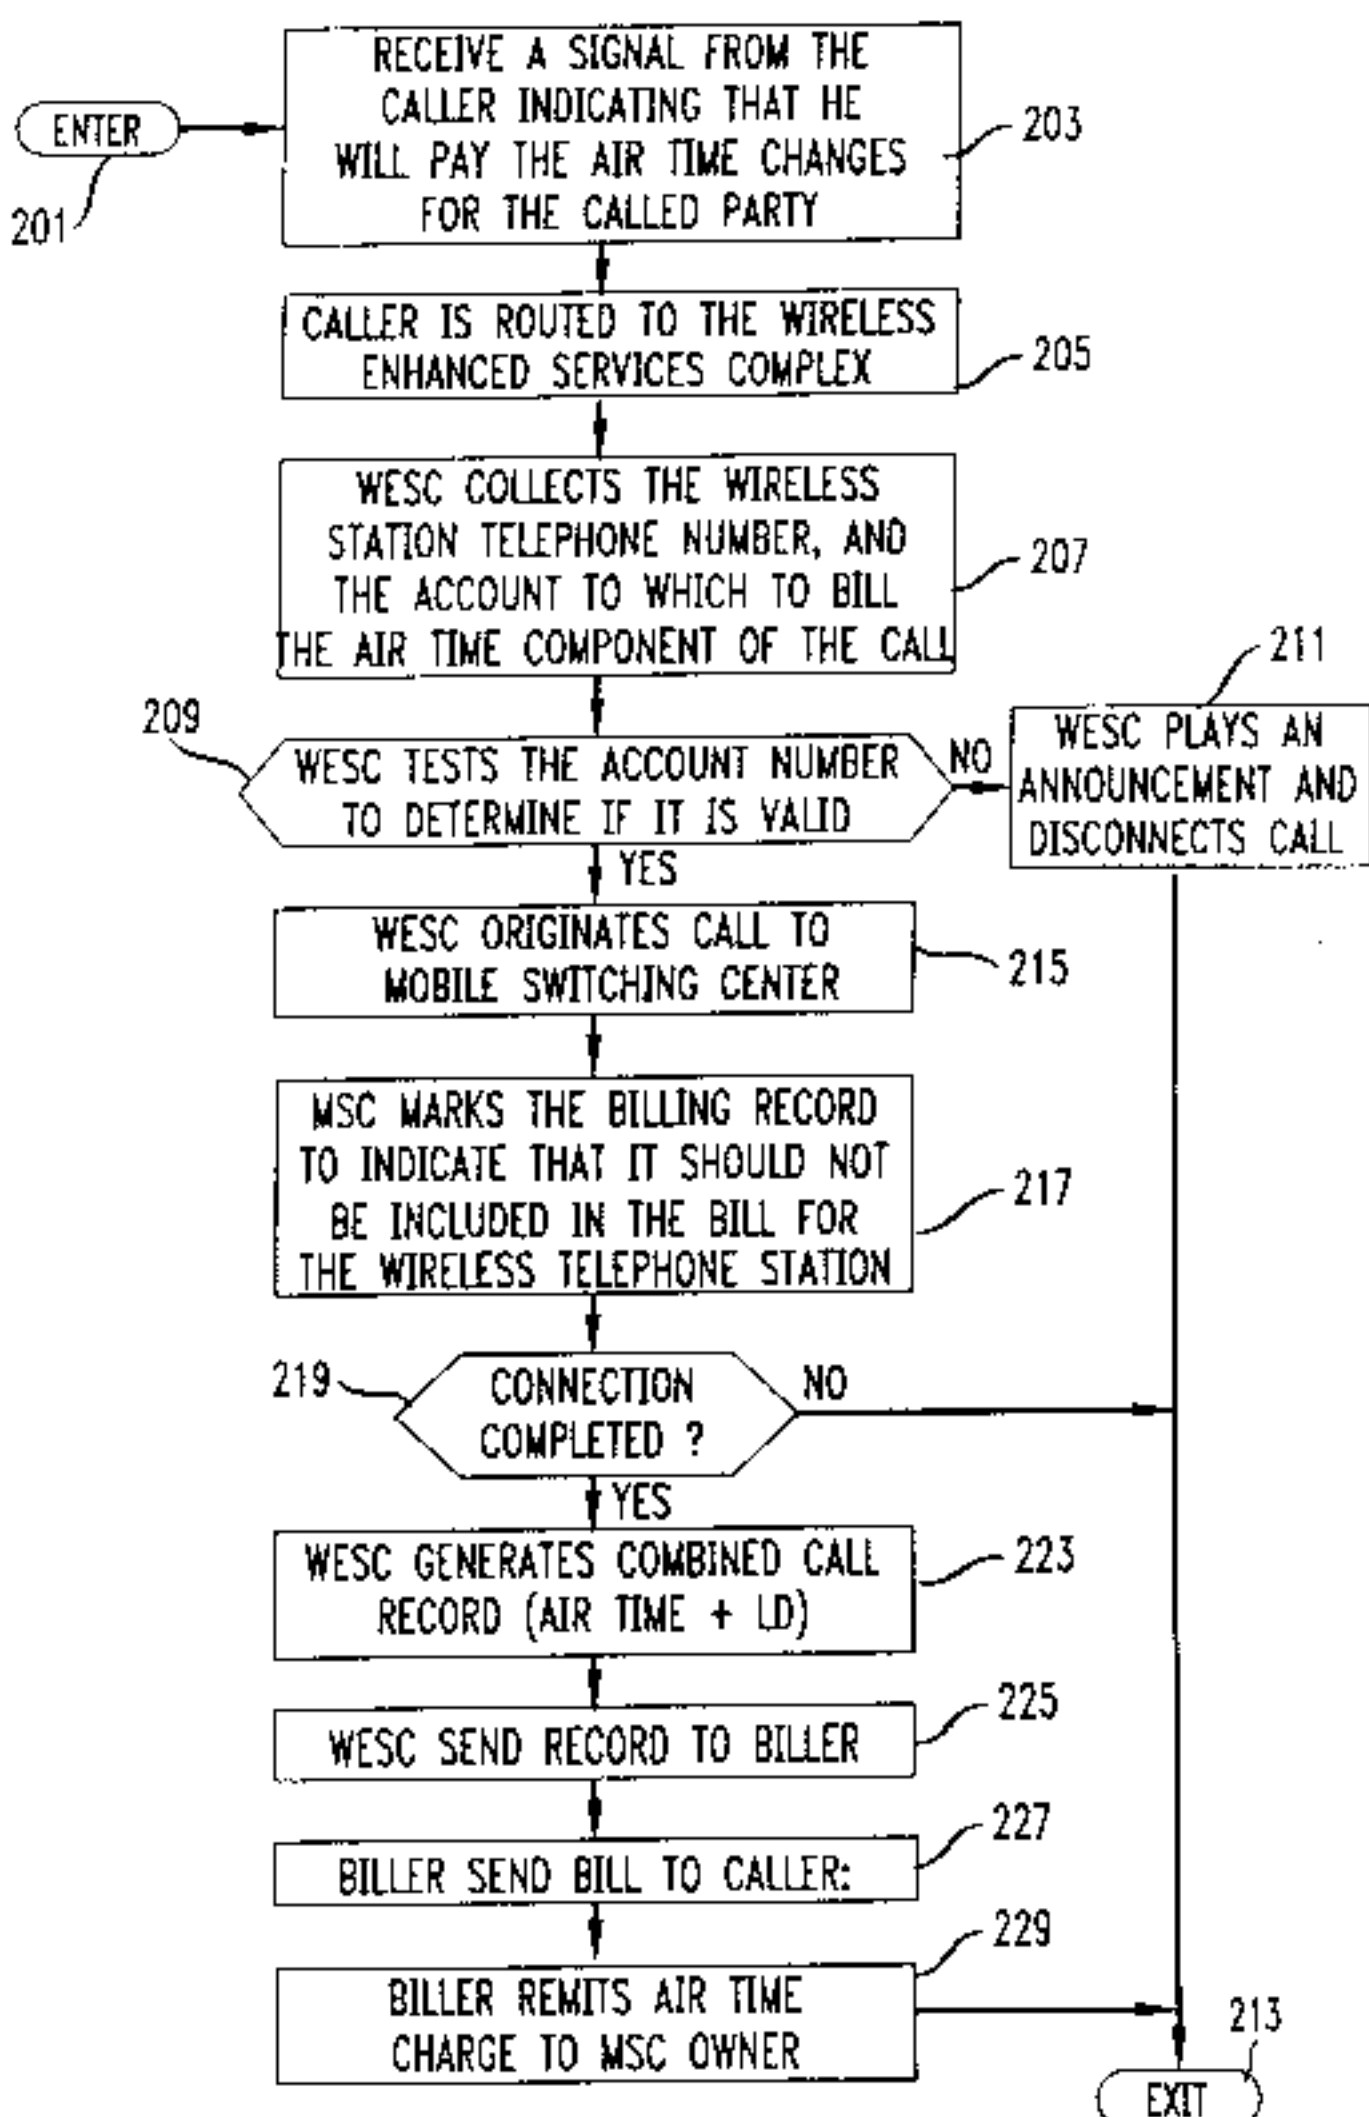 ENTER
201
RECEIVE A SIGNAL FROM THE
CALLER INDICATING THAT HE
WILL PAY THE AIR TIME CHANGES
FOR THE CALLED PARTY
203
CALLER IS ROUTED TO THE WIRELESS
ENHANCED SERVICES COMPLEX
205
WESC COLLECTS THE WIRELESS
STATION TELEPHONE NUMBER, AND
THE ACCOUNT TO WHICH TO BILL
THE AIR TIME COMPONENT OF THE CALL
207
209
WESC TESTS THE ACCOUNT NUMBER
TO DETERMINE IF IT IS VALID
NO
211
WESC PLAYS AN
ANNOUNCEMENT AND
DISCONNECTS CALL
YES
WESC ORIGINATES CALL TO
MOBILE SWITCHING CENTER
215
MSC MARKS THE BILLING RECORD
TO INDICATE THAT IT SHOULD NOT
BE INCLUDED IN THE BILL FOR
THE WIRELESS TELEPHONE STATION
217
219
CONNECTION
COMPLETED ?
NO
YES
WESC GENERATES COMBINED CALL
RECORD (AIR TIME + LD)
223
WESC SEND RECORD TO BILLER
225
BILLER SEND BILL TO CALLER:
227
BILLER REMITS AIR TIME
CHARGE TO MSC OWNER
229
213
EXIT